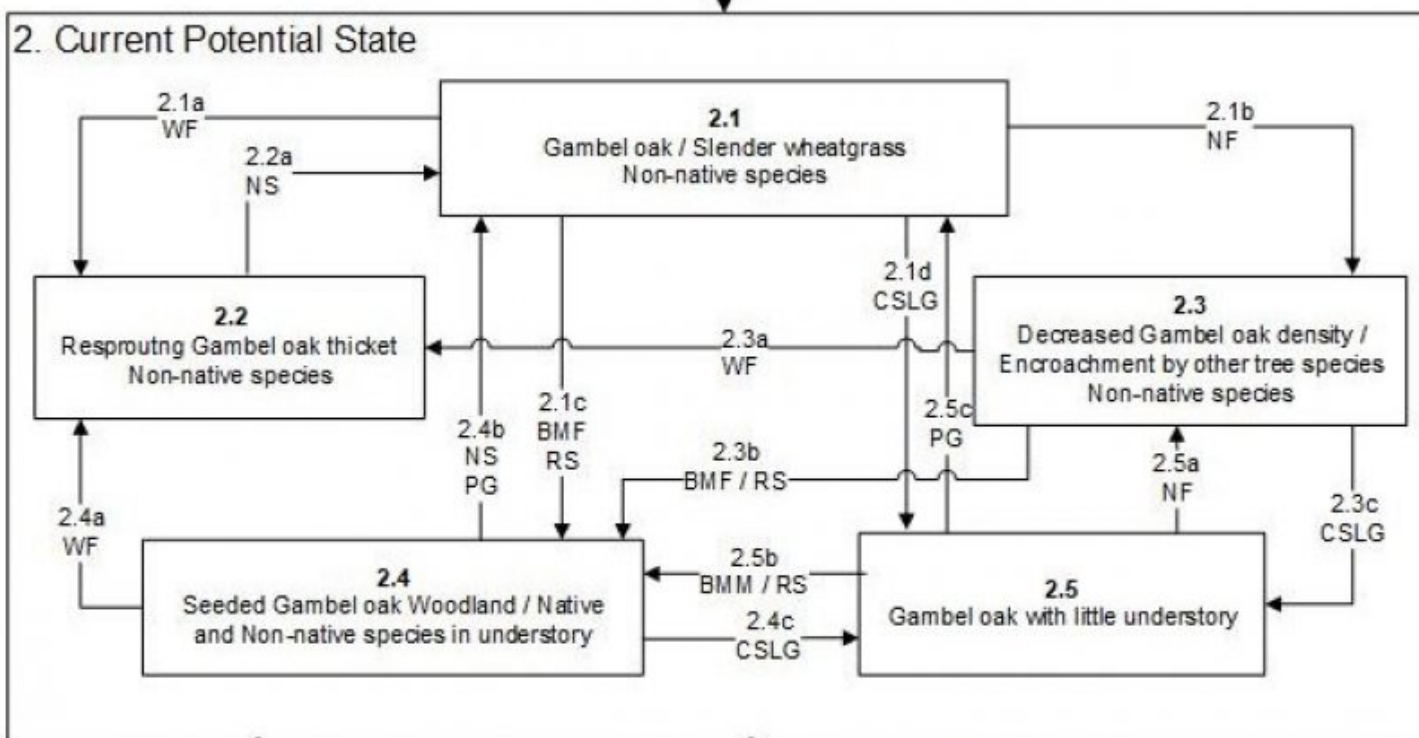 2. Current Potential State
2.1a
WF
2.1
Gambel oak / Slender wheatgrass
Non-native species
2.1b
NF
2.2a
NS
2.2
Resproutng Gambel oak thicket
Non-native species
2.1d
CSLG
2.3
Decreased Gambel oak density /
Encroachment by other tree species
Non-native species
2.3a
WF
2.4b
NS
PG
2.1c
BMF
RS
2.5c
PG
2.3b
BMF / RS
2.5a
NF
2.3c
CSLG
2.4a
WF
2.4
Seeded Gambel oak Woodland / Native
and Non-native species in understory
2.5b
BMM / RS
2.4c
CSLG
2.5
Gambel oak with little understory